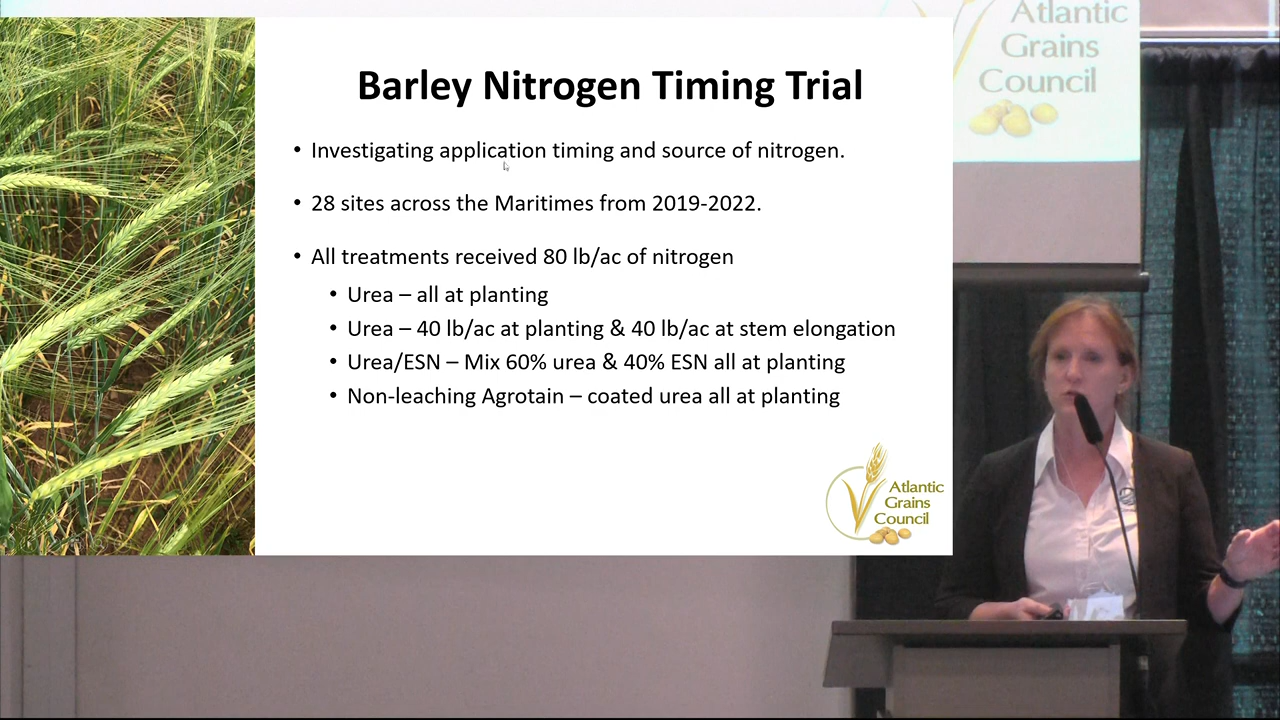 Atlantic
Grains
Council
Barley Nitrogen Timing Trial
• Investigating application timing and source of nitrogen.
• 28 sites across the Maritimes from 2019-2022.
• All treatments received 80 lb/ac of nitrogen
• Urea – all at planting
• Urea – 40 lb/ac at planting & 40 lb/ac at stem elongation
• Urea/ESN – Mix 60% urea & 40% ESN all at planting
• Non-leaching Agrotain – coated urea all at planting
Atlantic
Grains
Council